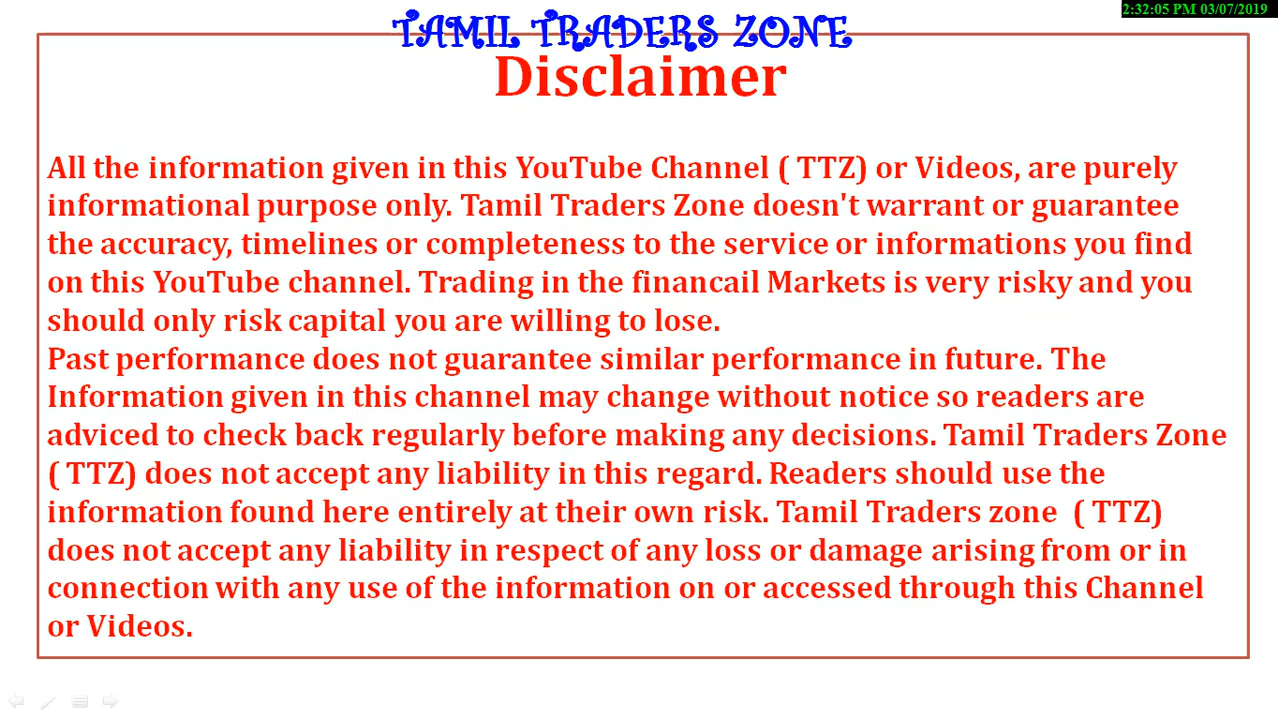 2:32:05 PM 03/07/2019
TAMIL TRADERS ZONE
Disclaimer
All the information given in this YouTube Channel ( TTZ) or Videos, are purely
informational purpose only. Tamil Traders Zone doesn't warrant or guarantee
the accuracy, timelines or completeness to the service or informations you find
on this YouTube channel. Trading in the financail Markets is very risky and you
should only risk capital you are willing to lose.
Past performance does not guarantee similar performance in future. The
Information given in this channel may change without notice so readers are
adviced to check back regularly before making any decisions. Tamil Traders Zone
( TTZ) does not accept any liability in this regard. Readers should use the
information found here entirely at their own risk. Tamil Traders zone  ( TTZ)
does not accept any liability in respect of any loss or damage arising from or in
connection with any use of the information on or accessed through this Channel
or Videos.